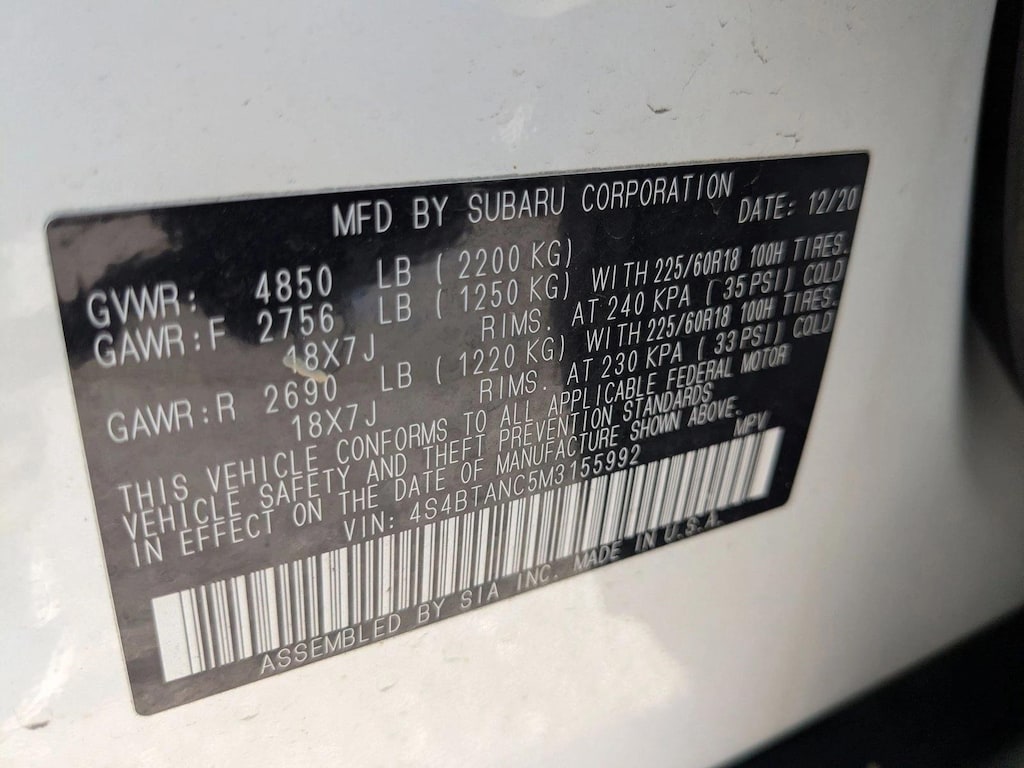 MFD BY SUBARU CORPORATION DATE: 12/20
GVWR: 4850 LB ( 2200 KG)
GAWR:F 2756 LB ( 1250 KG) WITH 225/60R18 100H TIRES.
18X7J RIMS. AT 240 KPA ( 35 PSI) COLD
GAWR:R 2690 LB ( 1220 KG) WITH 225/60R18 100H TIRES.
18X7J RIMS. AT 230 KPA ( 33 PSI) COLD
THIS VEHICLE CONFORMS TO ALL APPLICABLE FEDERAL MOTOR
VEHICLE SAFETY AND THEFT PREVENTION STANDARDS
IN EFFECT ON THE DATE OF MANUFACTURE SHOWN ABOVE.
VIN: 4S4BTANC5M3155992 MPV
ASSEMBLED BY SIA INC. MADE IN U.S.A.